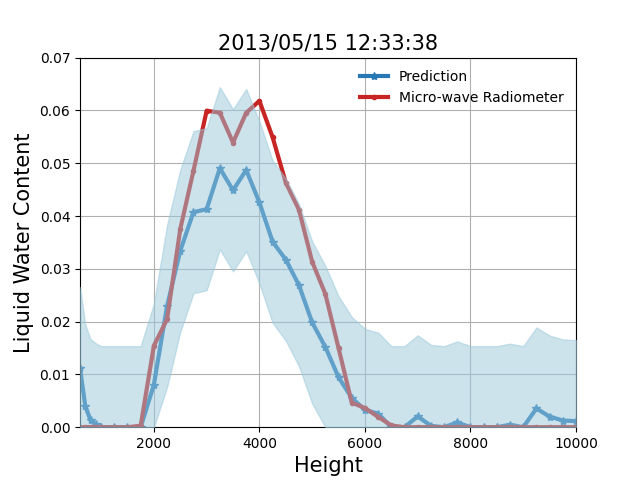 2013/05/15 12:33:38
Prediction
Micro-wave Radiometer
Liquid Water Content
0.07
0.06
0.05
0.04
0.03
0.02
0.01
0.00
2000 4000 6000 8000 10000
Height